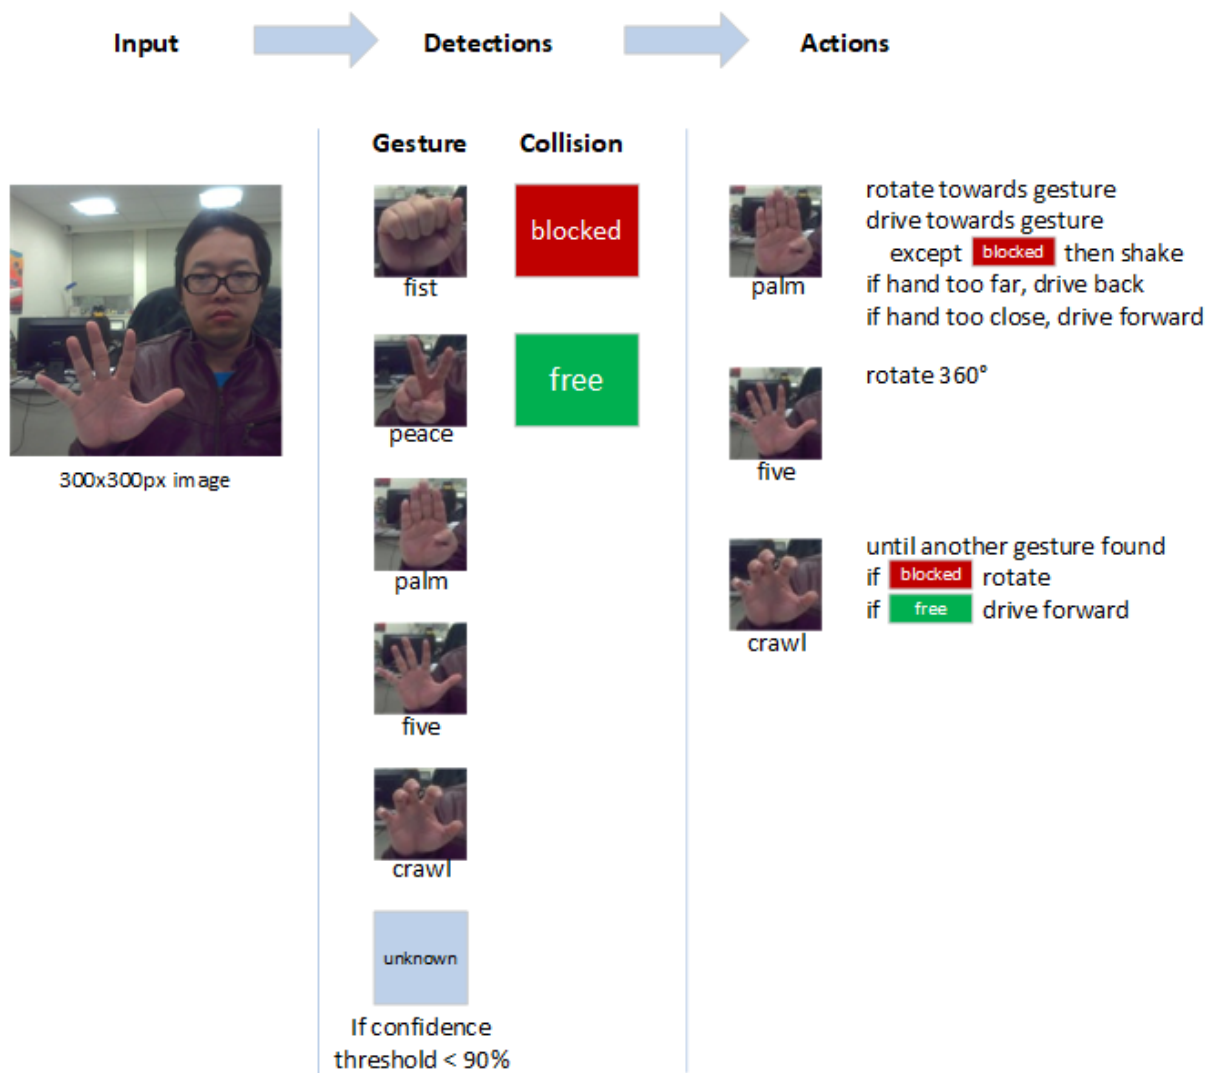 Input
Detections
Actions
Gesture
Collision
300x300px image
fist
peace
palm
five
crawl
unknown
If confidence
threshold < 90%
blocked
free
palm
rotate towards gesture
drive towards gesture
except blocked then shake
if hand too far, drive back
if hand too close, drive forward
five
rotate 360°
crawl
until another gesture found
if blocked rotate
if free drive forward